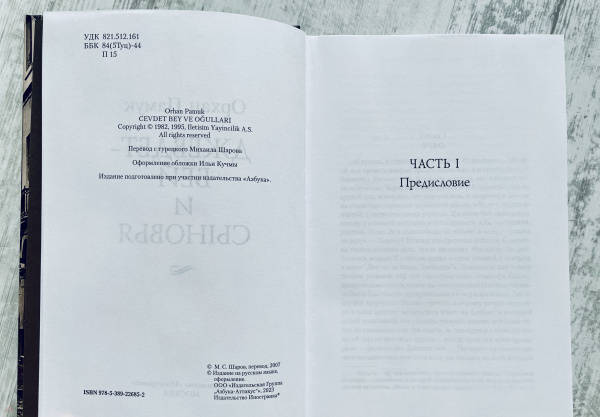 УДК 821.512.161
ББК 84(5Туц)-44
П 15
Orhan Pamuk
CEVDET BEY VE OĞULLARI
Copyright © 1982, 1995, Iletisim Yayincilik A.S.
All rights reserved
Перевод с турецкого Михаила Шарова
Оформление обложки Ильи Кучмы
Издание подготовлено при участии издательства «Азбука».
© М. С. Шаров, перевод, 2007
© Издание на русском языке,
оформление.
ООО «Издательская Группа
„Азбука-Аттикус“», 2023
Издательство Иностранка®
ISBN 978-5-389-22685-2
ЧАСТЬ I
Предисловие